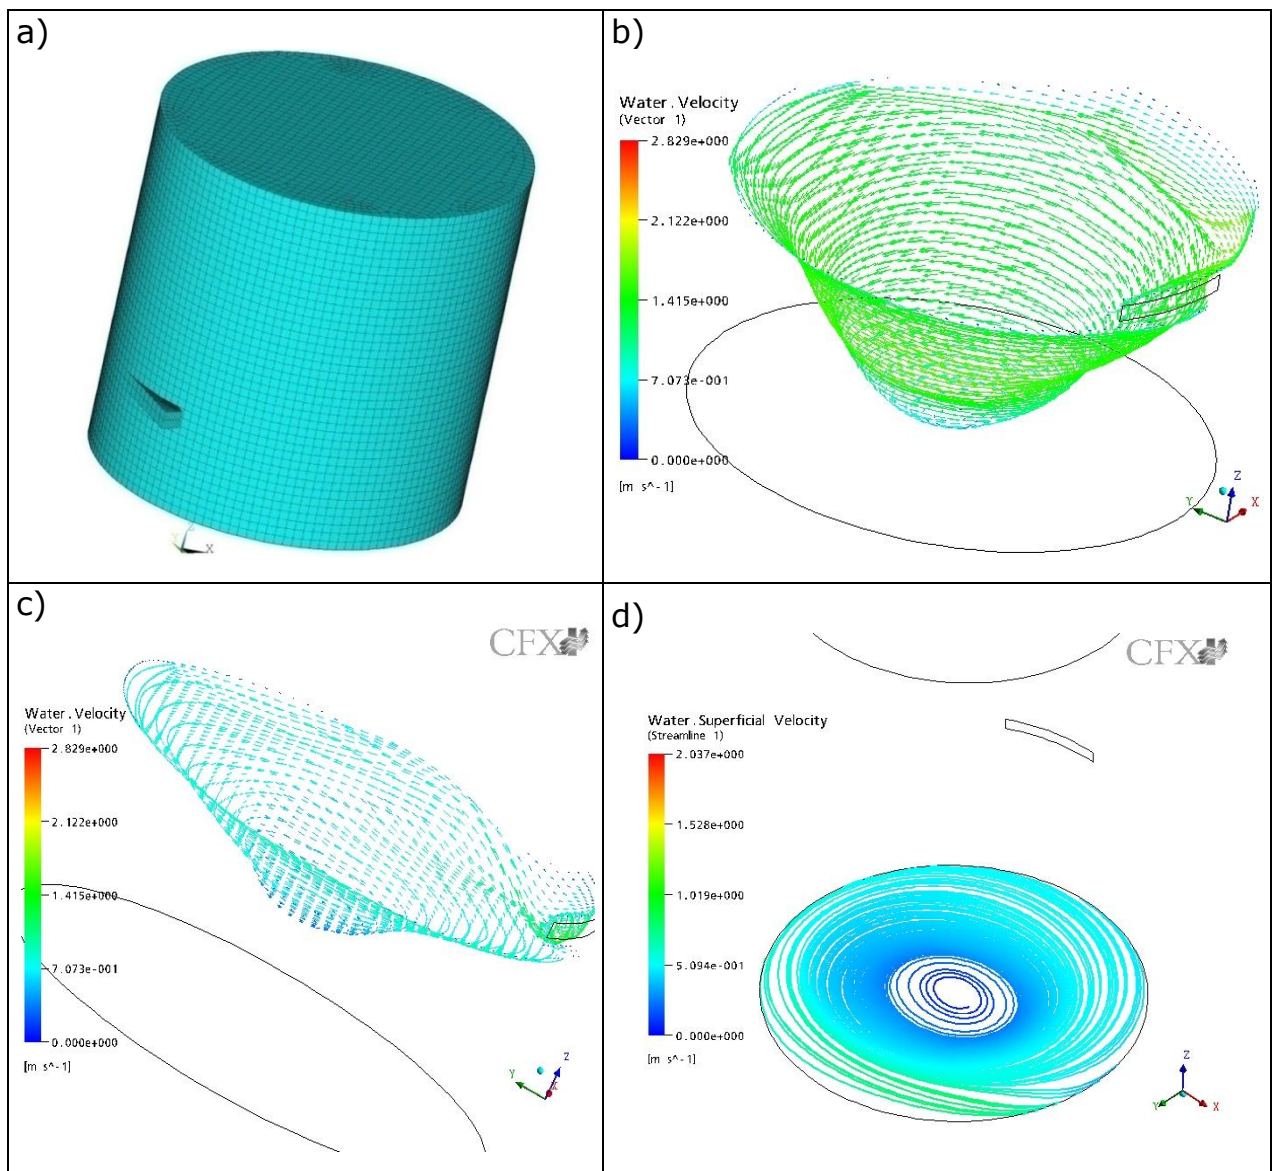 a)
Z
Y
X
b)
Water.Velocity
(Vector 1)
2.829e+000
2.122e+000
1.415e+000
7.073e-001
0.000e+000
[m s^-1]
Z
Y
X
c)
CFX
Water.Velocity
(Vector 1)
2.829e+000
2.122e+000
1.415e+000
7.073e-001
0.000e+000
[m s^-1]
Z
Y
X
d)
CFX
Water.Superficial Velocity
(Streamline 1)
2.037e+000
1.528e+000
1.019e+000
5.094e-001
0.000e+000
[m s^-1]
Z
Y
X